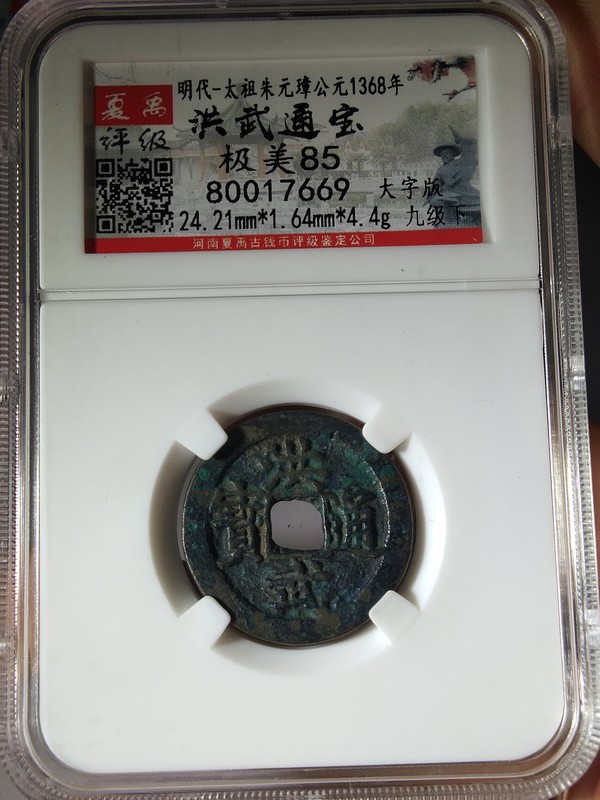 夏禹
评级
明代-太祖朱元璋公元1368年
洪武通宝
极美85
80017669 大字版
24.21mm*1.64mm*4.4g 九级下
河南夏禹古钱币评级鉴定公司
洪
寶 通
武